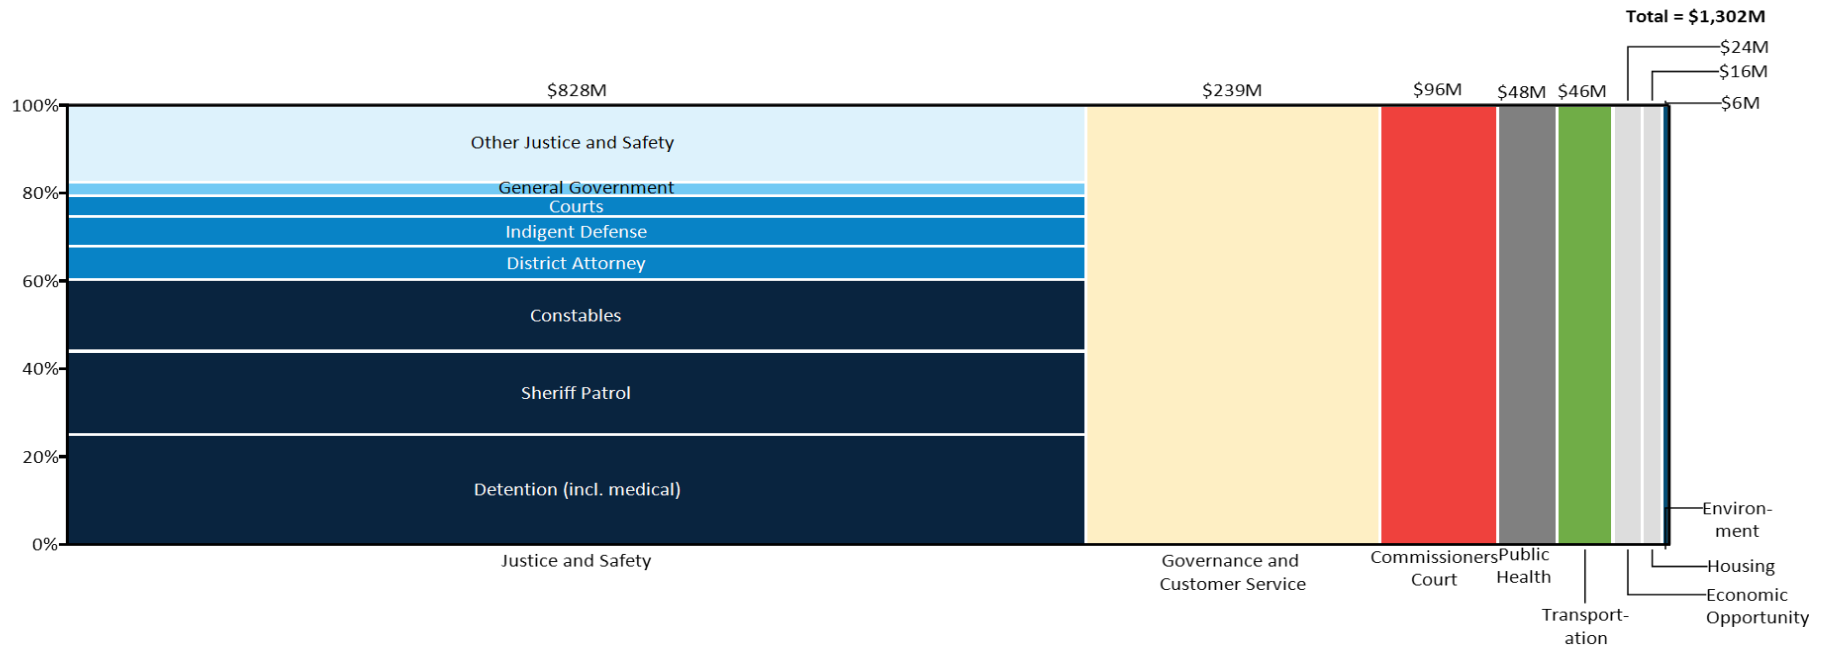 Total = $1,302M
$24M
$16M
$6M
$828M
$239M
$96M
$48M
$46M
100%
80%
60%
40%
20%
0%
Other Justice and Safety
General Government
Courts
Indigent Defense
District Attorney
Constables
Sheriff Patrol
Detention (incl. medical)
Justice and Safety
Governance and
Customer Service
Commissioners
Court
Public
Health
Transport-
ation
Environ-
ment
Housing
Economic
Opportunity